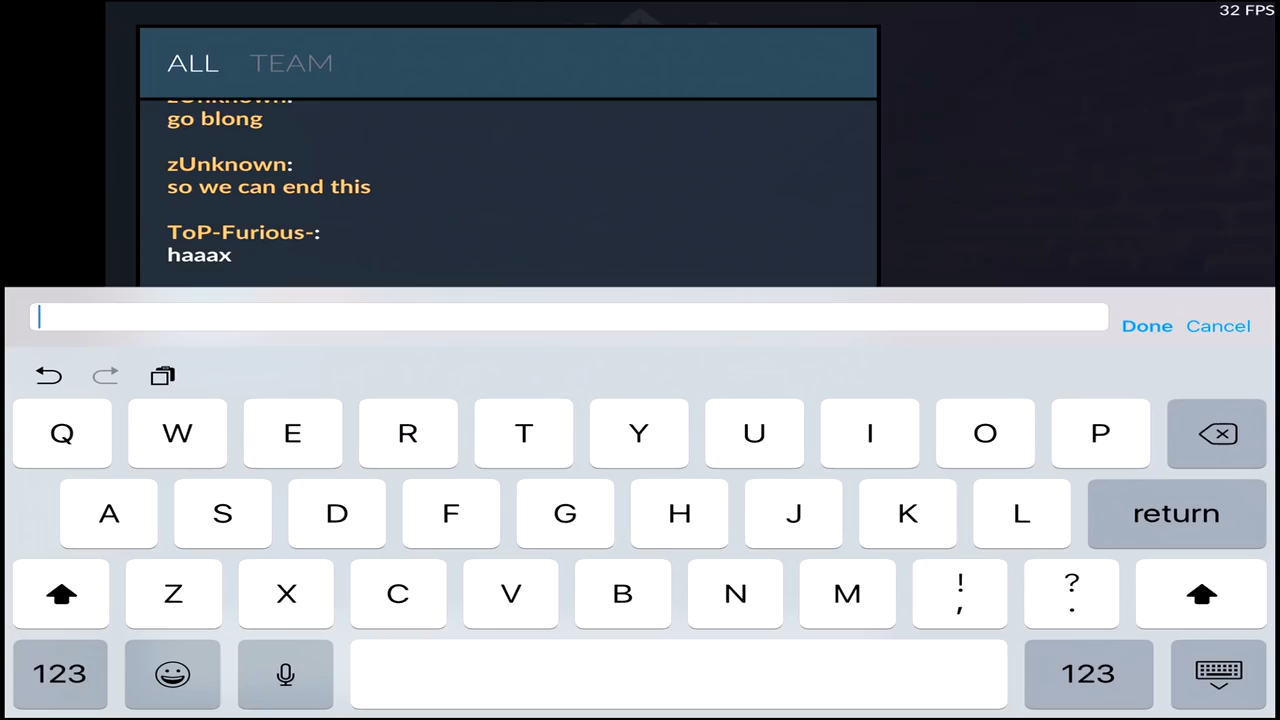 32 FPS
ALL TEAM
zUnknown:
go blong
zUnknown:
so we can end this
ToP-Furious-:
haaax
Done Cancel
Q W E R T Y U I O P
A S D F G H J K L return
Z X C V B N M ! , ? .
123 123